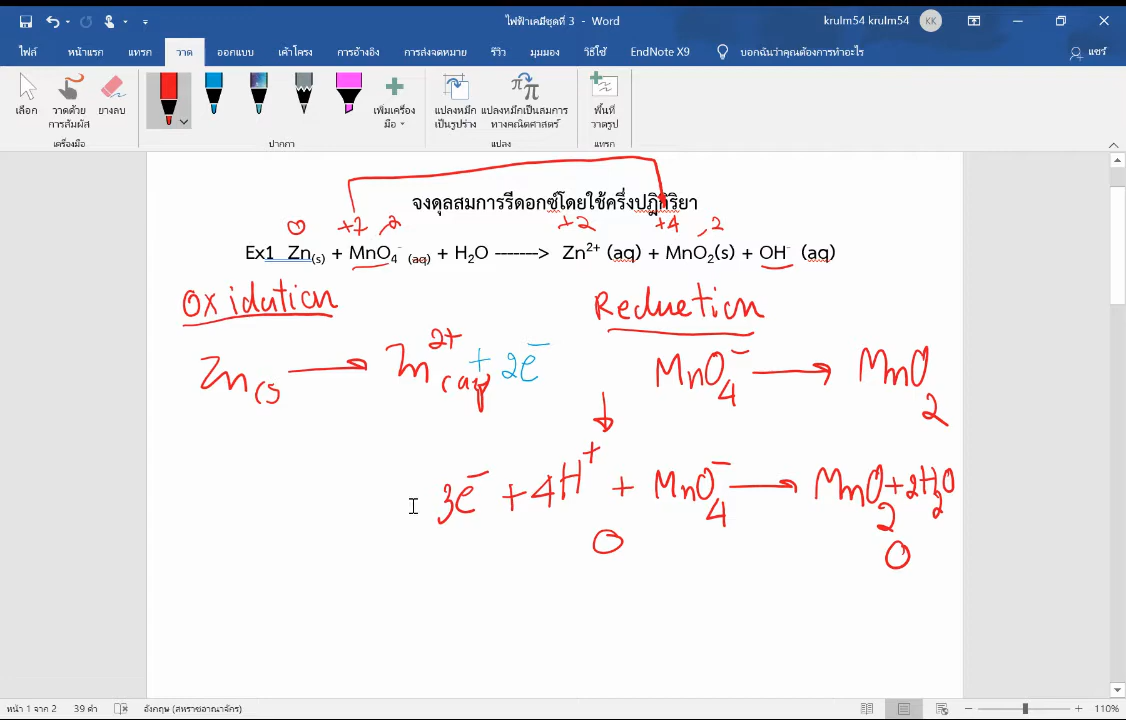 ไฟฟ้าเคมีชุดที่ 3 - Word krulm54 krulm54 KK
ไฟล์ หน้าแรก แทรก วาด ออกแบบ เค้าโครง การอ้างอิง การส่งจดหมาย รีวิว มุมมอง วิธีใช้ EndNote X9 บอกฉันว่าคุณต้องการทำอะไร แชร์
เลือก วาดด้วยการสัมผัส ยางลบ เพิ่มเครื่องมือ แปลงหมึกเป็นรูปร่าง แปลงหมึกเป็นสมการทางคณิตศาสตร์ พื้นที่วาดรูป
เครื่องมือ ปากกา แปลง แทรก
จงดุลสมการรีดอกซ์โดยใช้ครึ่งปฏิกิริยา
0 +7 -2 +2 +4 -2
Ex1 Zn(s) + MnO₄⁻ (aq) + H₂O -------> Zn²⁺ (aq) + MnO₂(s) + OH⁻ (aq)
Oxidation Reduction
Zn(s) → Zn²⁺(aq) + 2e⁻ MnO₄⁻ → MnO₂
↓
3e⁻ + 4H⁺ + MnO₄⁻ → MnO₂ + 2H₂O
0 0
หน้า 1 จาก 2 39 คำ อังกฤษ (สหราชอาณาจักร) 110%